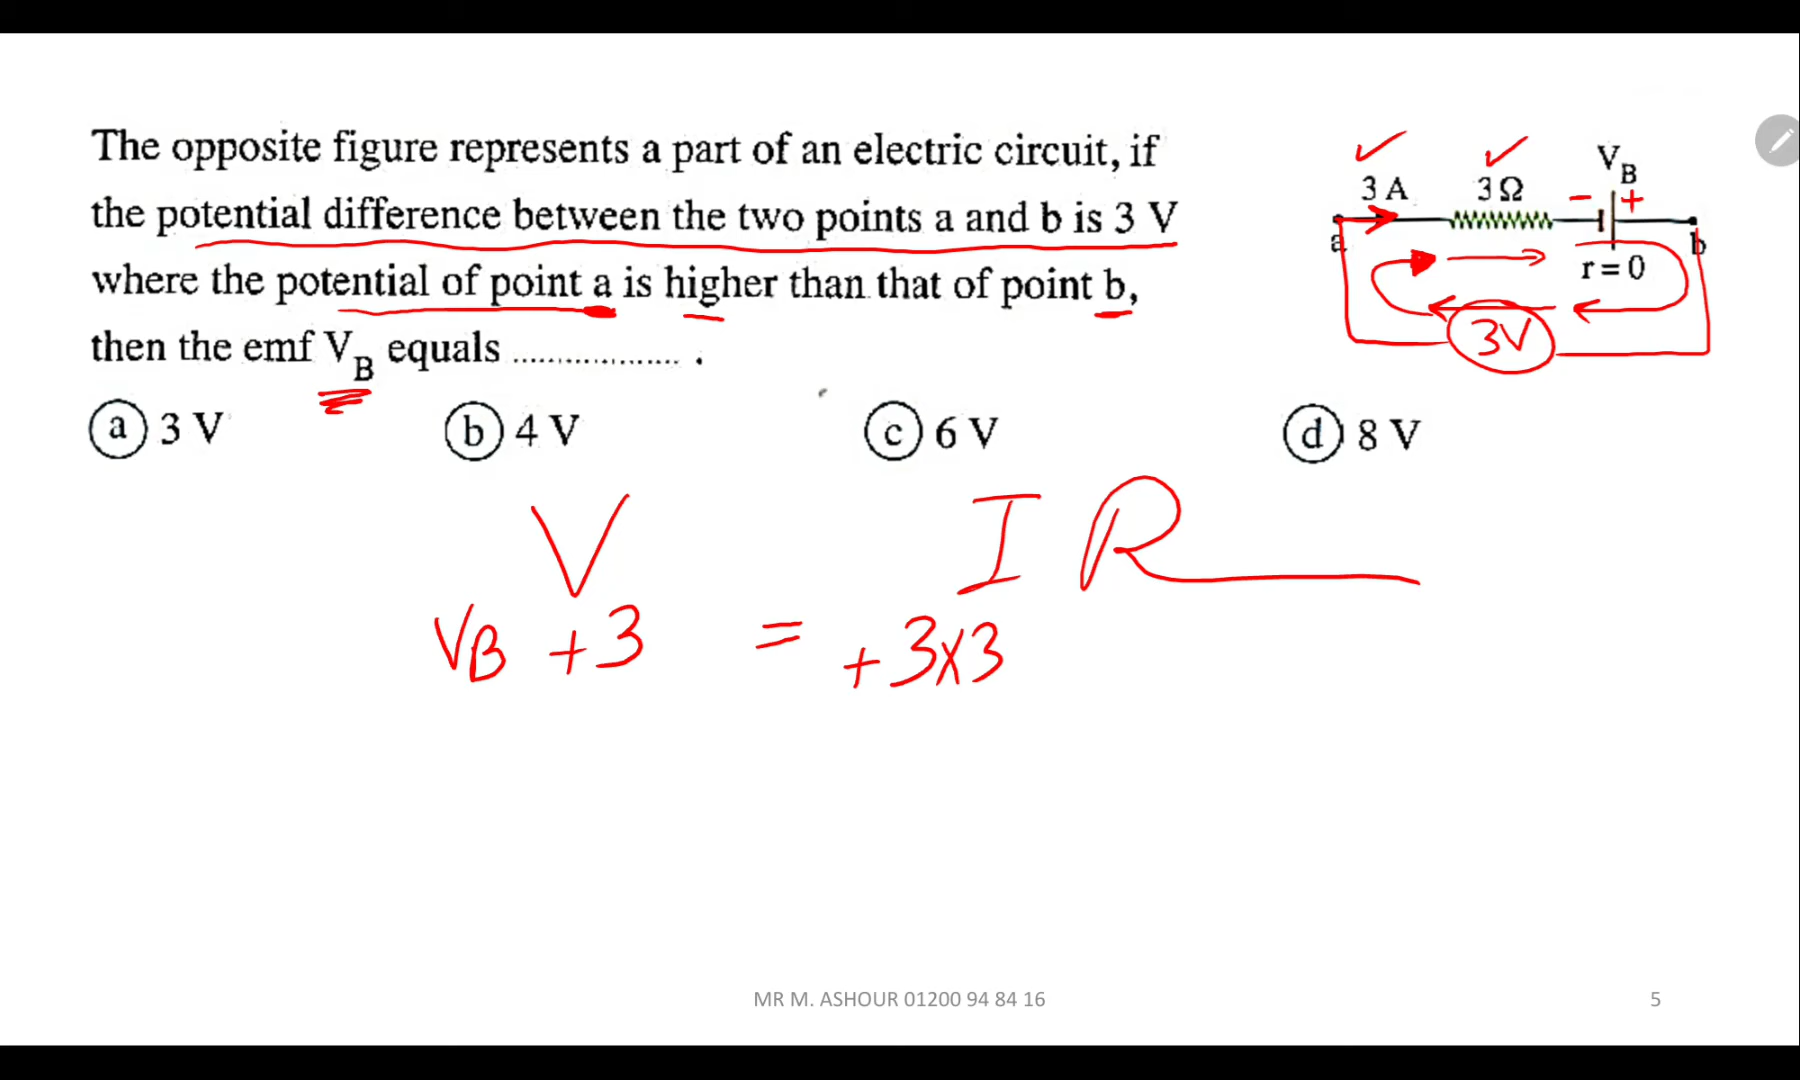 The opposite figure represents a part of an electric circuit, if
the potential difference between the two points a and b is 3 V
where the potential of point a is higher than that of point b,
then the emf V_B equals .................. .
a 3 V b 4 V c 6 V d 8 V
3 A 3 Ω V_B
- +
a b
r = 0
3V
V I R
V_B + 3 = + 3×3
MR M. ASHOUR 01200 94 84 16 5